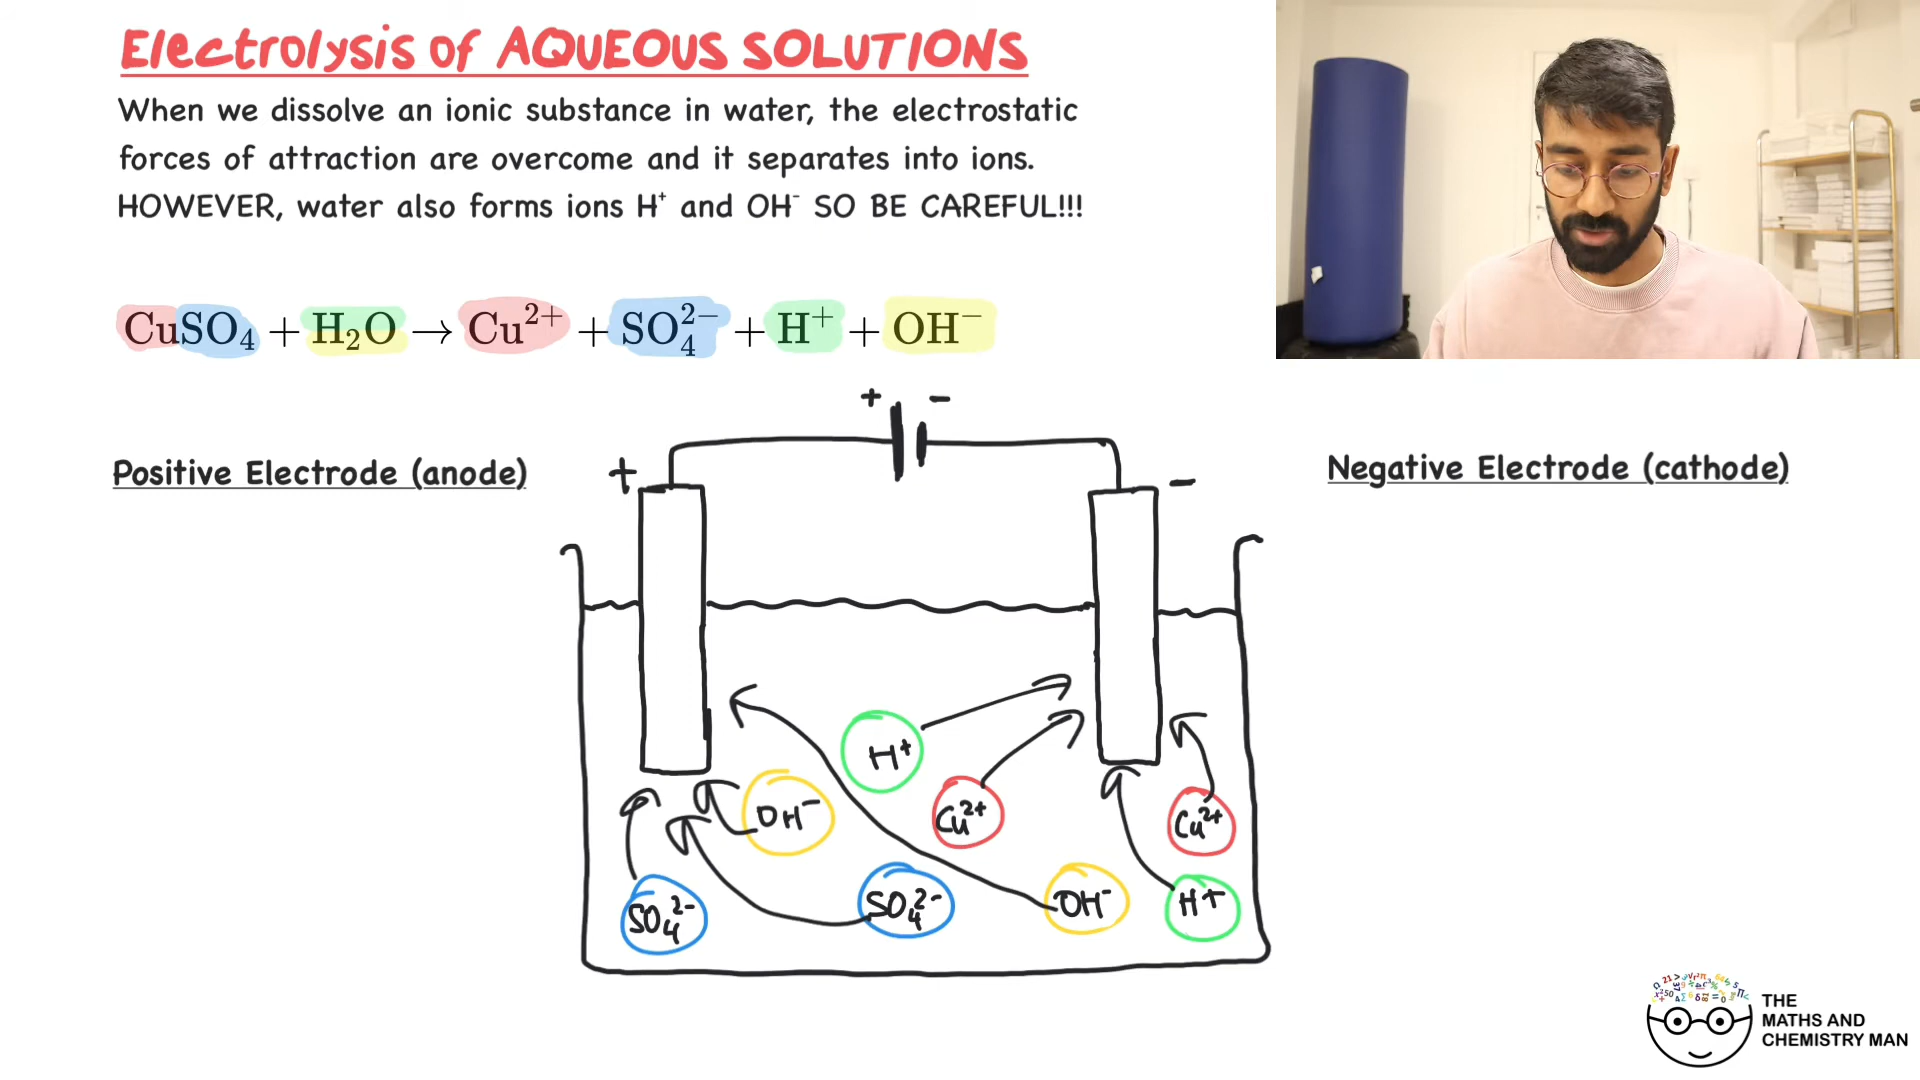 Electrolysis of AQUEOUS SOLUTIONS
When we dissolve an ionic substance in water, the electrostatic
forces of attraction are overcome and it separates into ions.
HOWEVER, water also forms ions H⁺ and OH⁻ SO BE CAREFUL!!!
CuSO₄ + H₂O → Cu²⁺ + SO₄²⁻ + H⁺ + OH⁻
+ −
Positive Electrode (anode)
+
−
Negative Electrode (cathode)
H⁺
OH⁻
Cu²⁺
Cu²⁺
SO₄²⁻
SO₄²⁻
OH⁻
H⁺
THE
MATHS AND
CHEMISTRY MAN